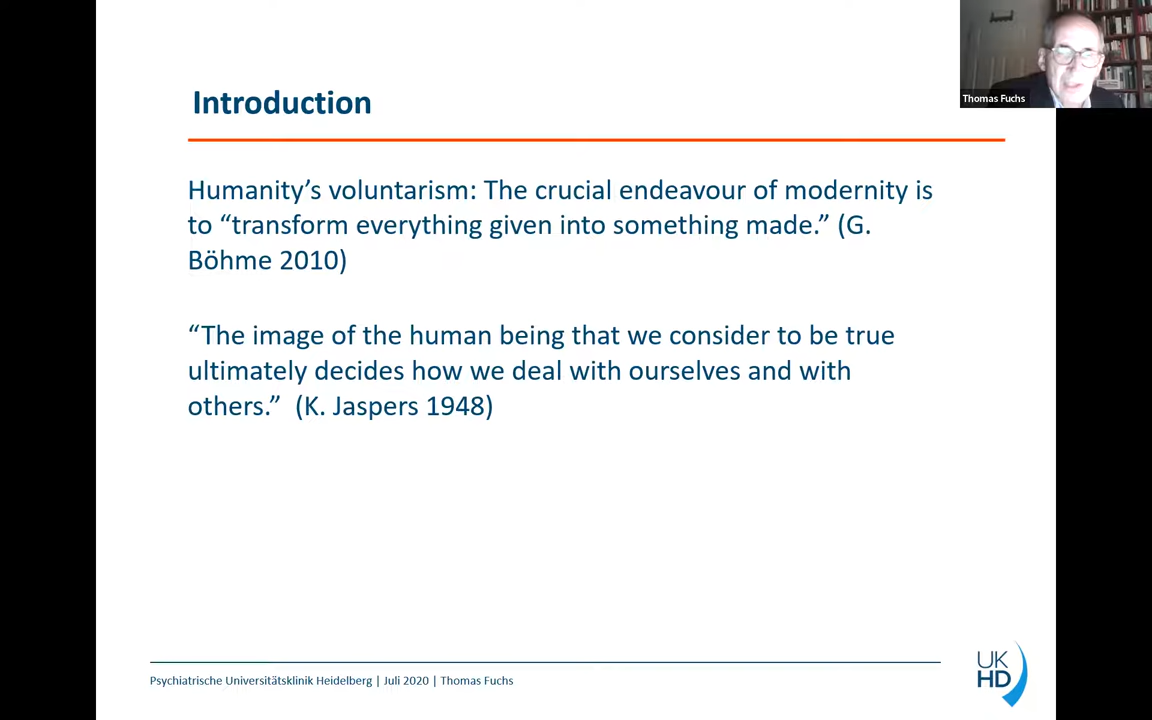 Thomas Fuchs
Introduction
Humanity’s voluntarism: The crucial endeavour of modernity is
to “transform everything given into something made.” (G.
Böhme 2010)
“The image of the human being that we consider to be true
ultimately decides how we deal with ourselves and with
others.”  (K. Jaspers 1948)
Psychiatrische Universitätsklinik Heidelberg | Juli 2020 | Thomas Fuchs
UK
HD